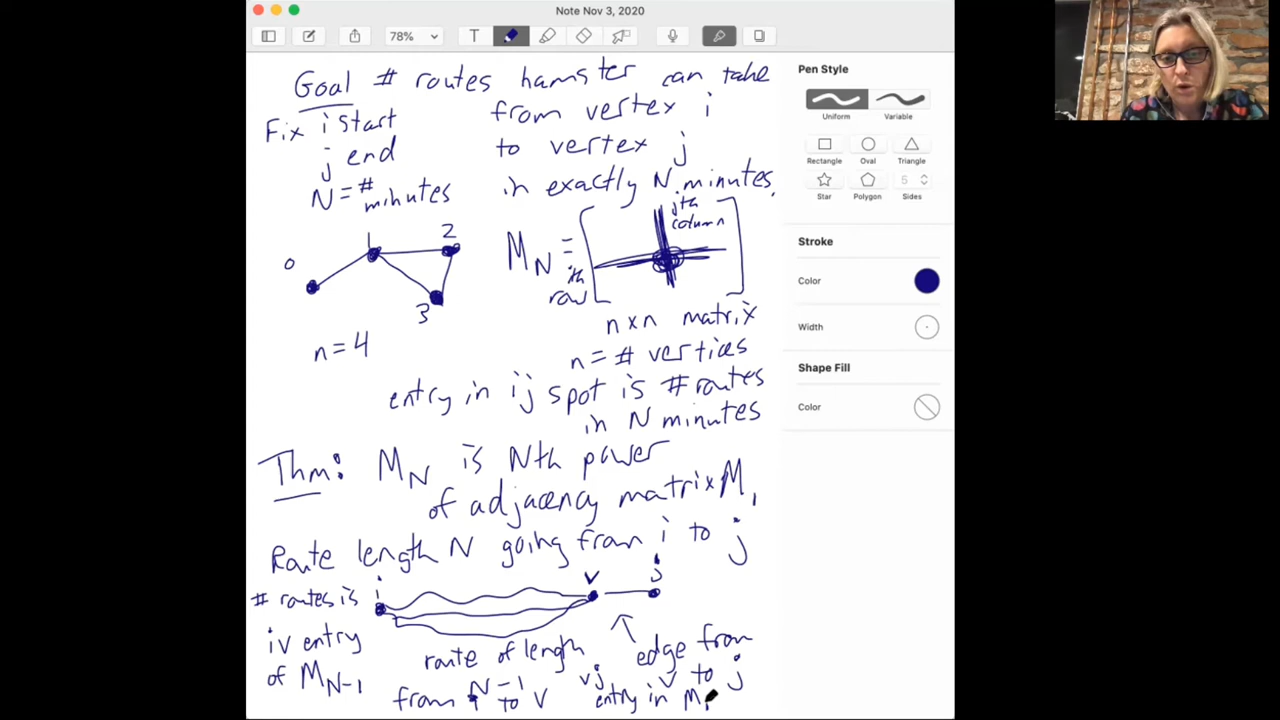 Note Nov 3, 2020
78%
T
Goal # routes hamster can take
from vertex i
to vertex j
in exactly N minutes.
Fix i start
j end
N = # minutes
0
1
2
3
n = 4
M_N =
ith row
jth column
n x n matrix
n = # vertices
entry in ij spot is # routes
in N minutes
Thm: M_N is Nth power
of adjacency matrix M_1
Route length N going from i to j
i
v
j
# routes is
iv entry
of M_N-1
route of length
N-1
from i to v
edge from
v to j
vj
entry in M_1
Pen Style
Uniform
Variable
Rectangle
Oval
Triangle
Star
Polygon
5
Sides
Stroke
Color
Width
Shape Fill
Color